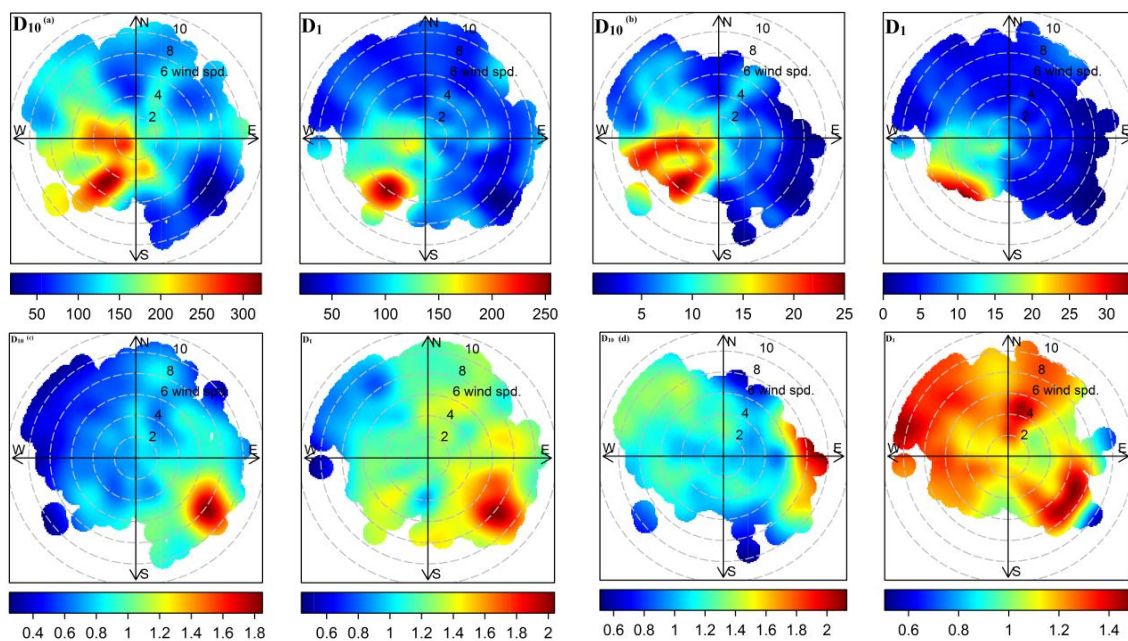 D10 (a)
N
10
8
6 wind spd.
4
2
W
E
S
50 100 150 200 250 300
D1
N
10
8
6 wind spd.
4
2
W
E
S
50 100 150 200 250
D10 (b)
N
10
8
6 wind spd.
4
2
W
E
S
5 10 15 20 25
D1
N
10
8
6 wind spd.
4
2
W
E
S
0 5 10 15 20 25 30
D10 (c)
N
10
8
6 wind spd.
4
2
W
E
S
0.4 0.6 0.8 1 1.2 1.4 1.6 1.8
D1
N
10
8
6 wind spd.
4
2
W
E
S
0.6 0.8 1 1.2 1.4 1.6 1.8 2
D10 (d)
N
10
8
6 wind spd.
4
2
W
E
S
0.6 0.8 1 1.2 1.4 1.6 1.8 2
D1
N
10
8
6 wind spd.
4
2
W
E
S
0.6 0.8 1 1.2 1.4